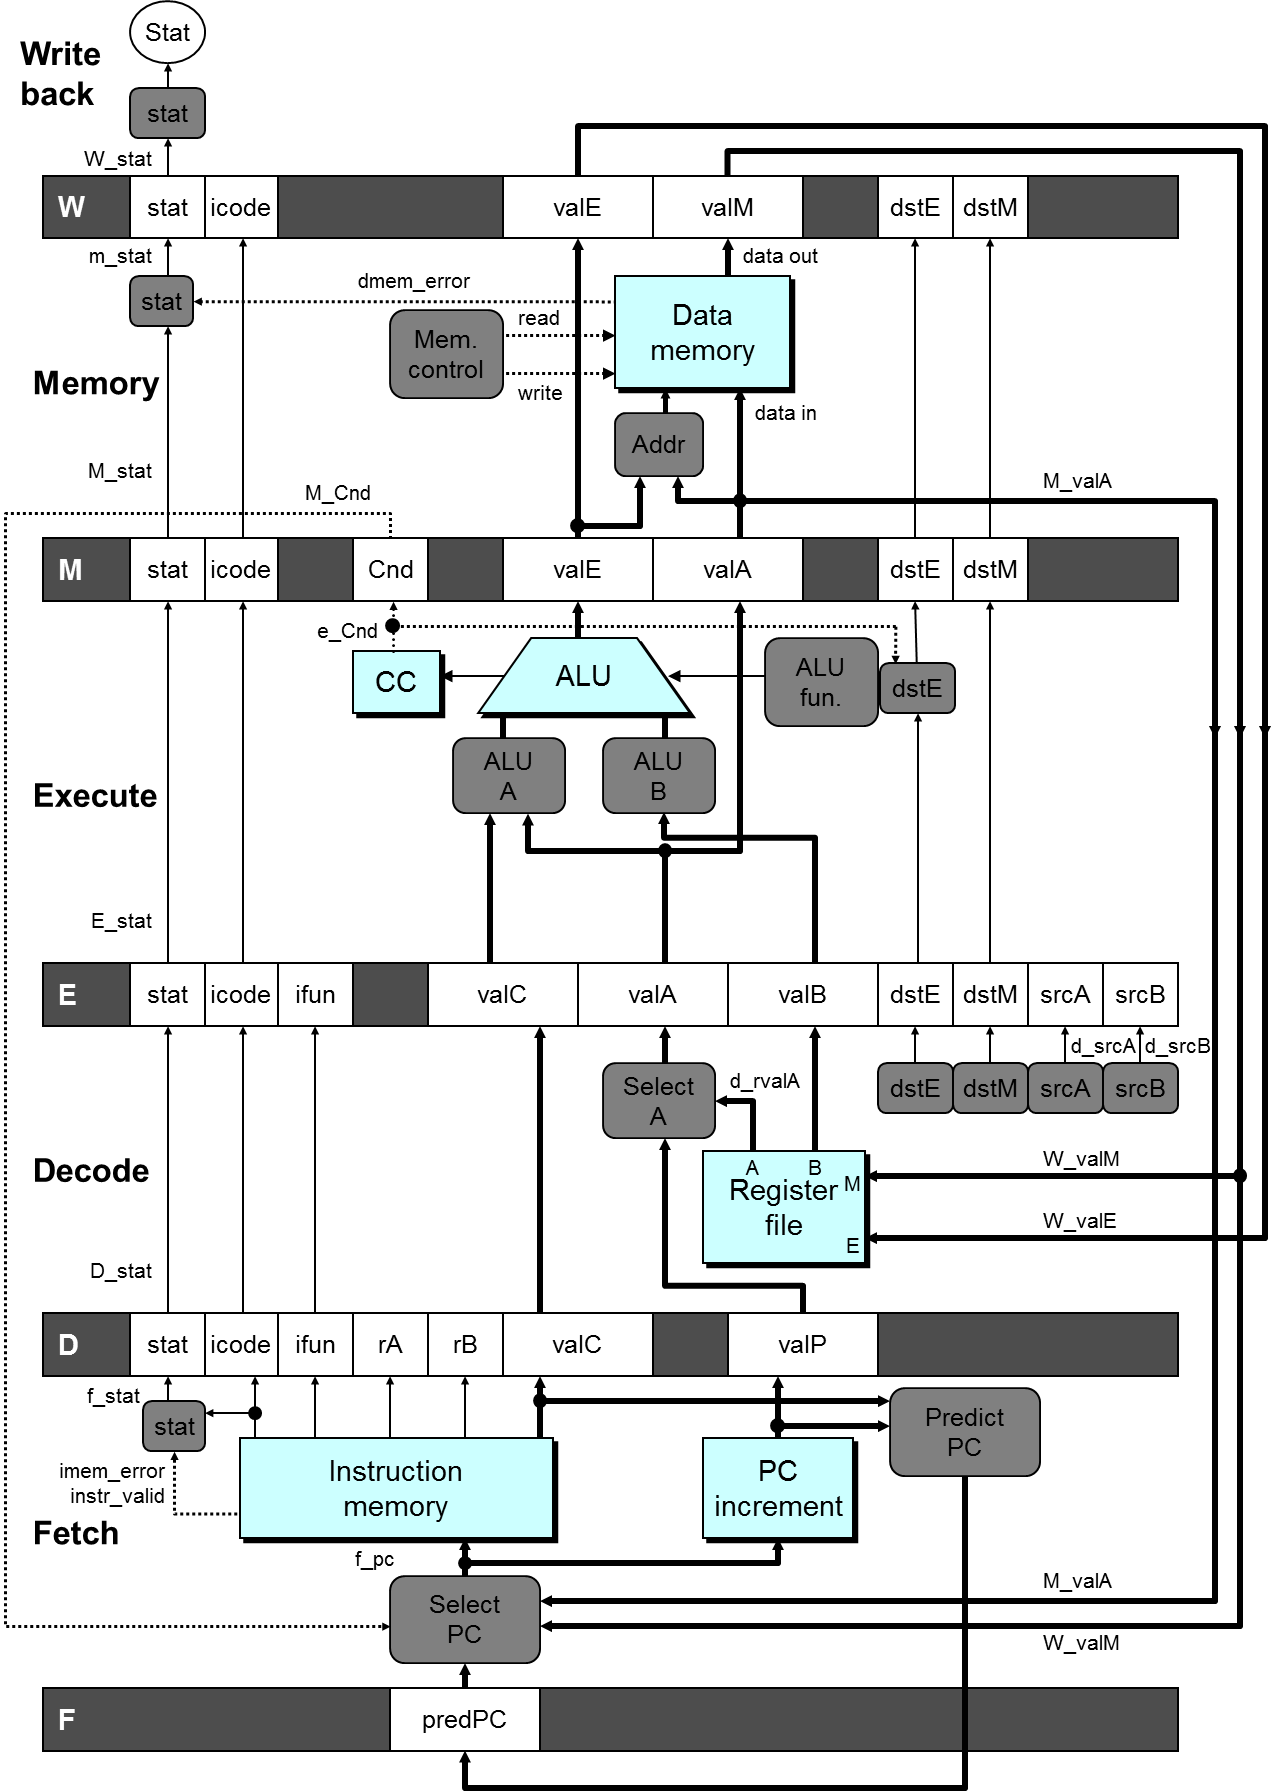 Stat
Write
back
stat
W_stat
W
stat
icode
valE
valM
dstE
dstM
m_stat
data out
dmem_error
stat
Data
memory
read
Mem.
control
write
Memory
data in
Addr
M_stat
M_valA
M_Cnd
M
stat
icode
Cnd
valE
valA
dstE
dstM
e_Cnd
CC
ALU
ALU
fun.
dstE
ALU
A
ALU
B
Execute
E_stat
E
stat
icode
ifun
valC
valA
valB
dstE
dstM
srcA
srcB
d_srcA
d_srcB
Select
A
d_rvalA
dstE
dstM
srcA
srcB
Decode
A
B
M
Register
file
E
W_valM
W_valE
D_stat
D
stat
icode
ifun
rA
rB
valC
valP
f_stat
stat
Predict
PC
imem_error
instr_valid
Instruction
memory
PC
increment
Fetch
f_pc
M_valA
Select
PC
W_valM
F
predPC